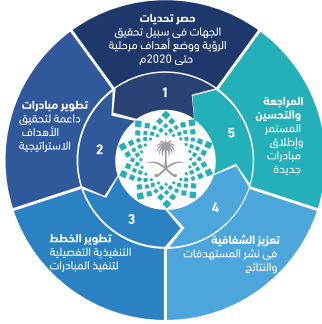 حصر تحديات
الجهات فى سبيل تحقيق
الرؤية ووضع أهداف مرحلية
حتى 2020م
1
تطوير مبادرات
داعمة لتحقيق
الأهداف
الاستراتيجية
2
تطوير الخطط
التنفيذية التفصيلية
لتنفيذ المبادرات
3
تعزيز الشفافية
فى نشر المستهدفات
والنتائج
4
المراجعة
والتحسين
المستمر
وإطلاق
مبادرات
جديدة
5